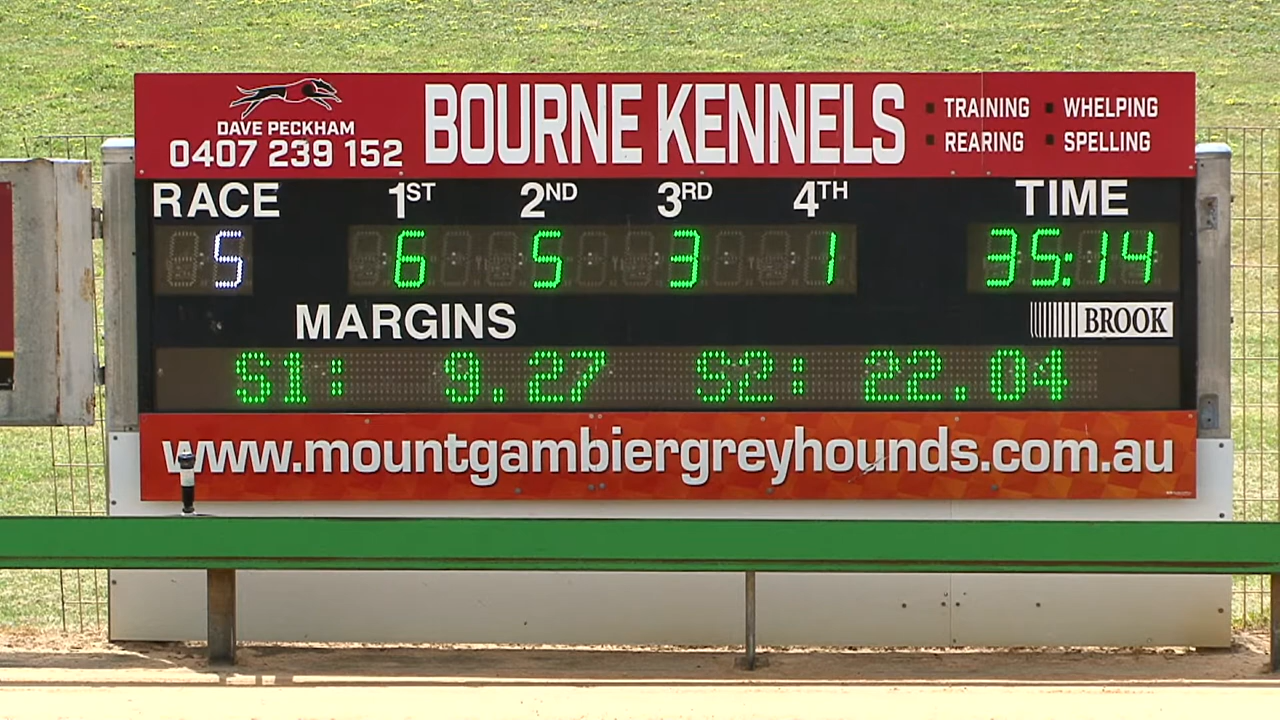 DAVE PECKHAM
0407 239 152
BOURNE KENNELS
TRAINING WHELPING
REARING SPELLING
RACE 1ST 2ND 3RD 4TH TIME
5 6 5 3 1 35:14
MARGINS
BROOK
S1: 9.27 S2: 22.04
www.mountgambiergreyhounds.com.au